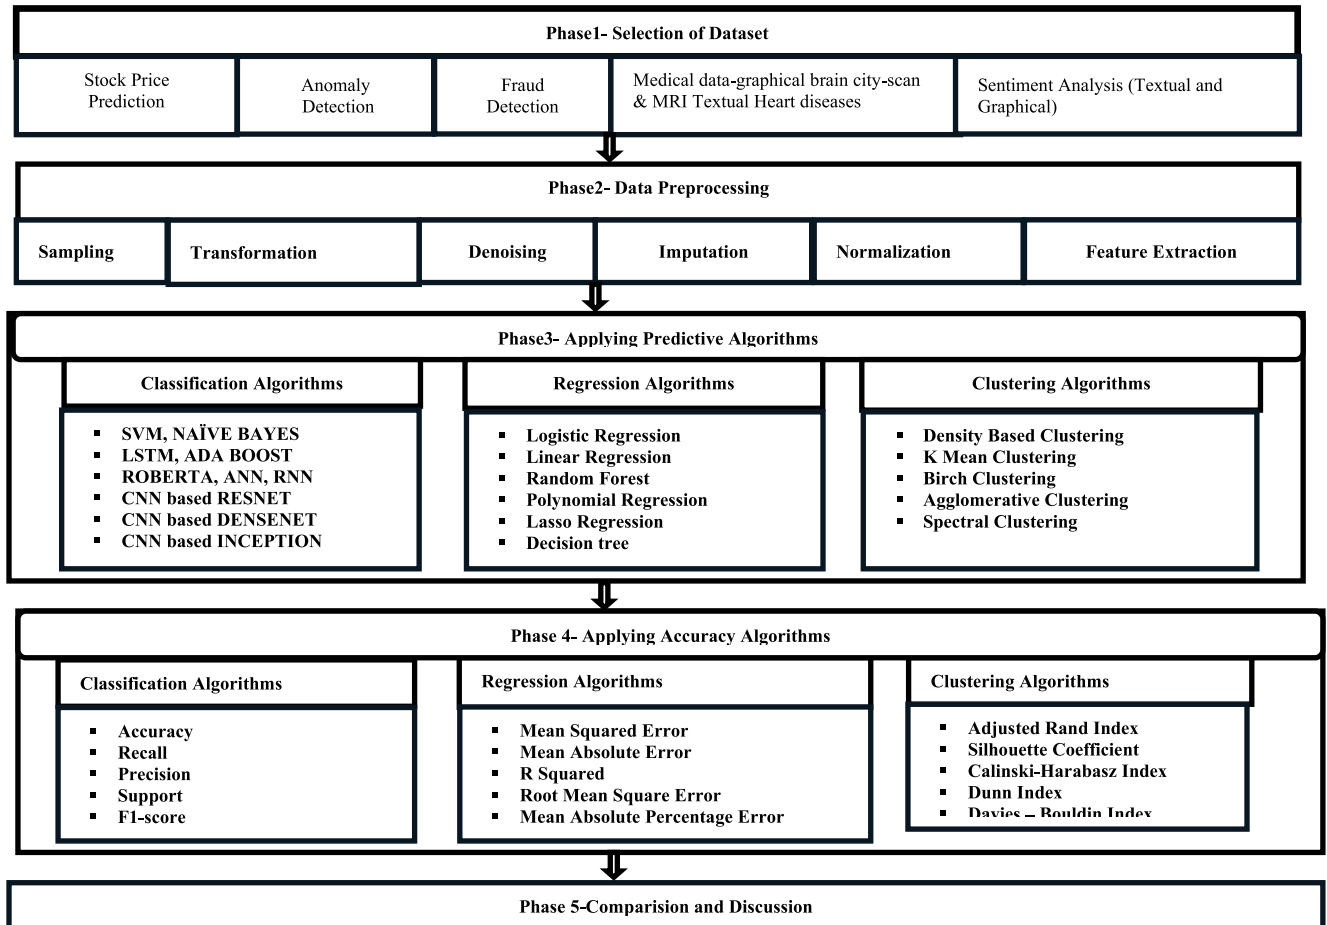 Phase1- Selection of Dataset
Stock Price
Prediction
Anomaly
Detection
Fraud
Detection
Medical data-graphical brain city-scan
& MRI Textual Heart diseases
Sentiment Analysis (Textual and
Graphical)
Phase2- Data Preprocessing
Sampling
Transformation
Denoising
Imputation
Normalization
Feature Extraction
Phase3- Applying Predictive Algorithms
Classification Algorithms
▪ SVM, NAÏVE BAYES
▪ LSTM, ADA BOOST
▪ ROBERTA, ANN, RNN
▪ CNN based RESNET
▪ CNN based DENSENET
▪ CNN based INCEPTION
Regression Algorithms
▪ Logistic Regression
▪ Linear Regression
▪ Random Forest
▪ Polynomial Regression
▪ Lasso Regression
▪ Decision tree
Clustering Algorithms
▪ Density Based Clustering
▪ K Mean Clustering
▪ Birch Clustering
▪ Agglomerative Clustering
▪ Spectral Clustering
Phase 4- Applying Accuracy Algorithms
Classification Algorithms
▪ Accuracy
▪ Recall
▪ Precision
▪ Support
▪ F1-score
Regression Algorithms
▪ Mean Squared Error
▪ Mean Absolute Error
▪ R Squared
▪ Root Mean Square Error
▪ Mean Absolute Percentage Error
Clustering Algorithms
▪ Adjusted Rand Index
▪ Silhouette Coefficient
▪ Calinski-Harabasz Index
▪ Dunn Index
▪ Davies – Bouldin Index
Phase 5-Comparision and Discussion